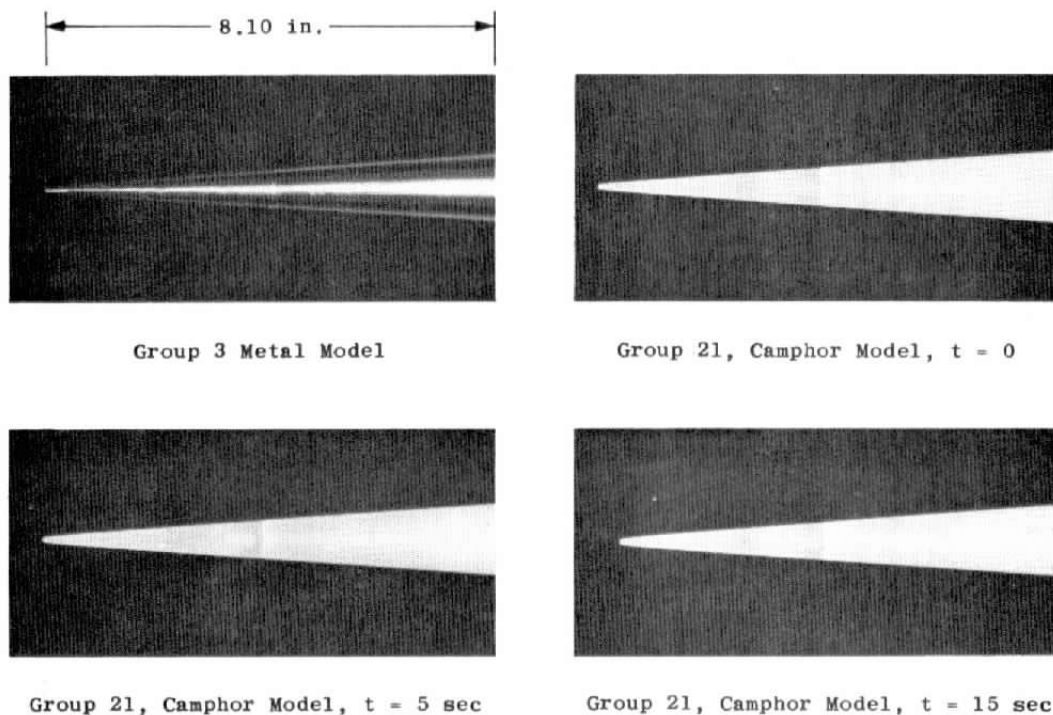 8.10 in.
Group 3 Metal Model
Group 21, Camphor Model, t = 0
Group 21, Camphor Model, t = 5 sec
Group 21, Camphor Model, t = 15 sec